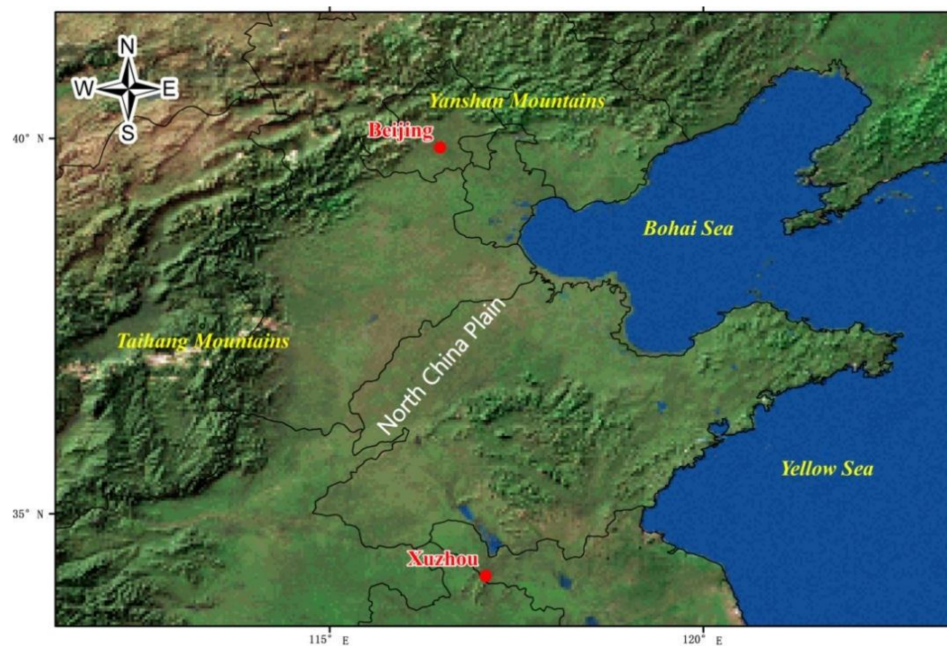 N
W E
S
Yanshan Mountains
Beijing
40° N
Bohai Sea
North China Plain
Taihang Mountains
Yellow Sea
35° N
Xuzhou
115° E
120° E